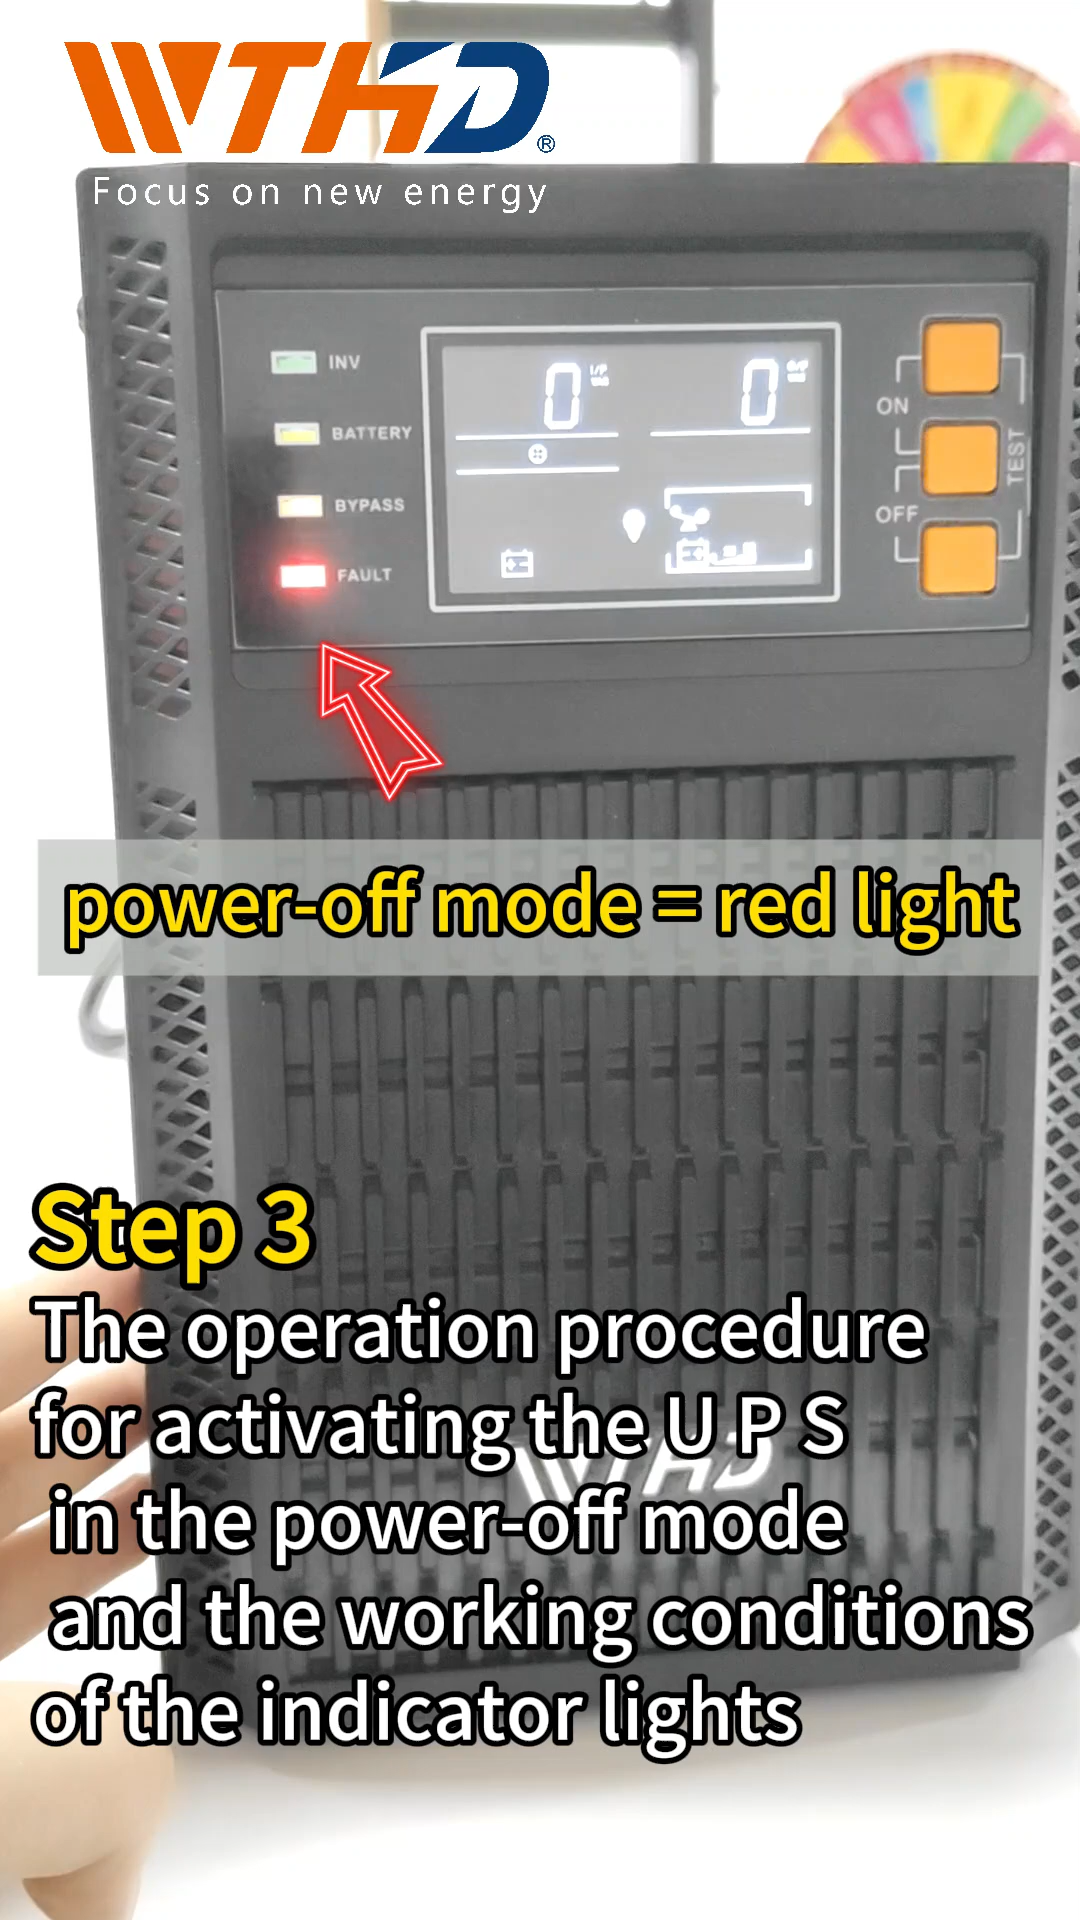 WTHD®
Focus on new energy
INV
BATTERY
BYPASS
FAULT
0 I/P
0 O/P
ON
OFF
TEST
power-off mode = red light
Step 3
The operation procedure
for activating the U P S
WTHD
in the power-off mode
and the working conditions
of the indicator lights